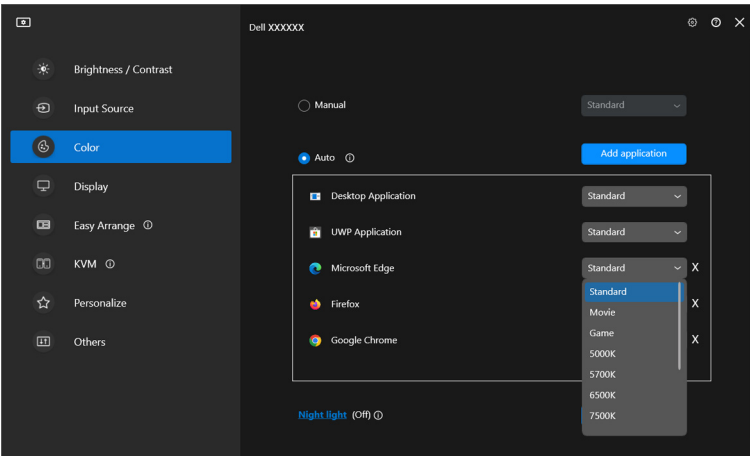 Dell XXXXXX
Brightness / Contrast
Input Source
Color
Display
Easy Arrange
KVM
Personalize
Others
Manual
Standard
Auto
Add application
Desktop Application
Standard
UWP Application
Standard
Microsoft Edge
Standard
X
Firefox
X
Google Chrome
X
Standard
Movie
Game
5000K
5700K
6500K
7500K
Night light (Off)